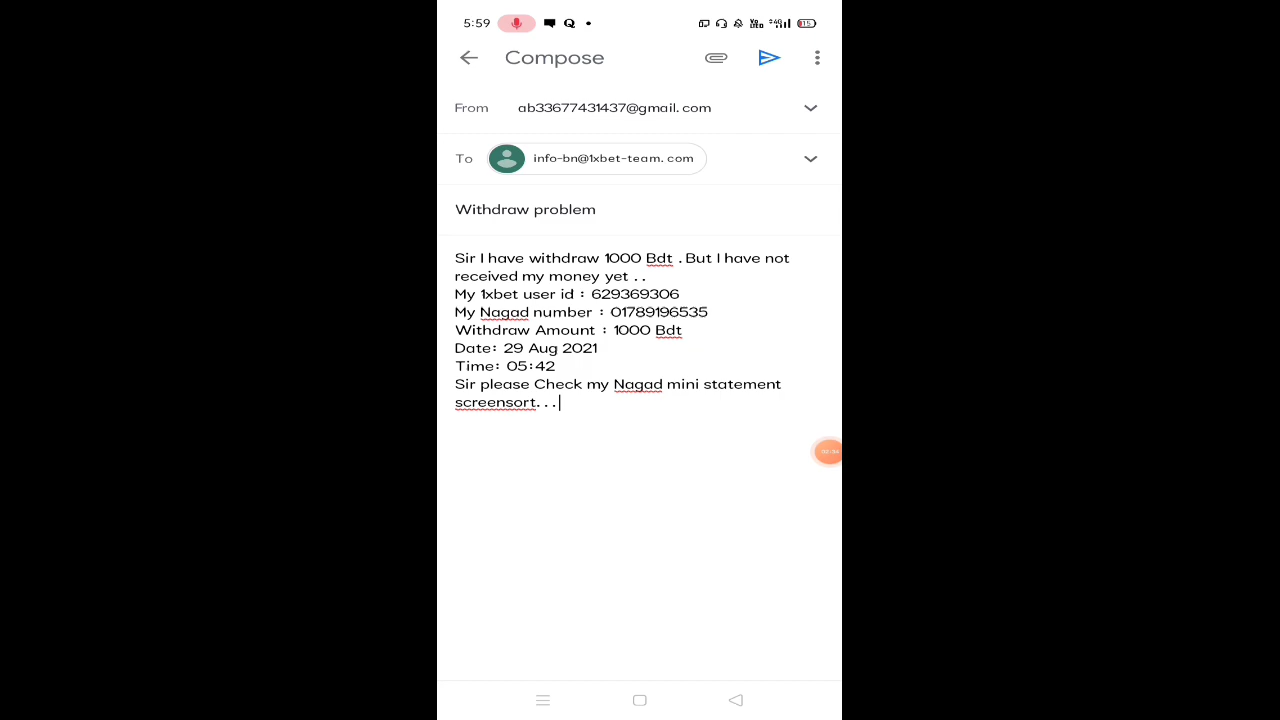 5:59
Compose
From ab33677431437@gmail.com
To info-bn@1xbet-team.com
Withdraw problem
Sir I have withdraw 1000 Bdt . But I have not
received my money yet . .
My 1xbet user id : 629369306
My Nagad number : 01789196535
Withdraw Amount : 1000 Bdt
Date: 29 Aug 2021
Time: 05:42
Sir please Check my Nagad mini statement
screensort...